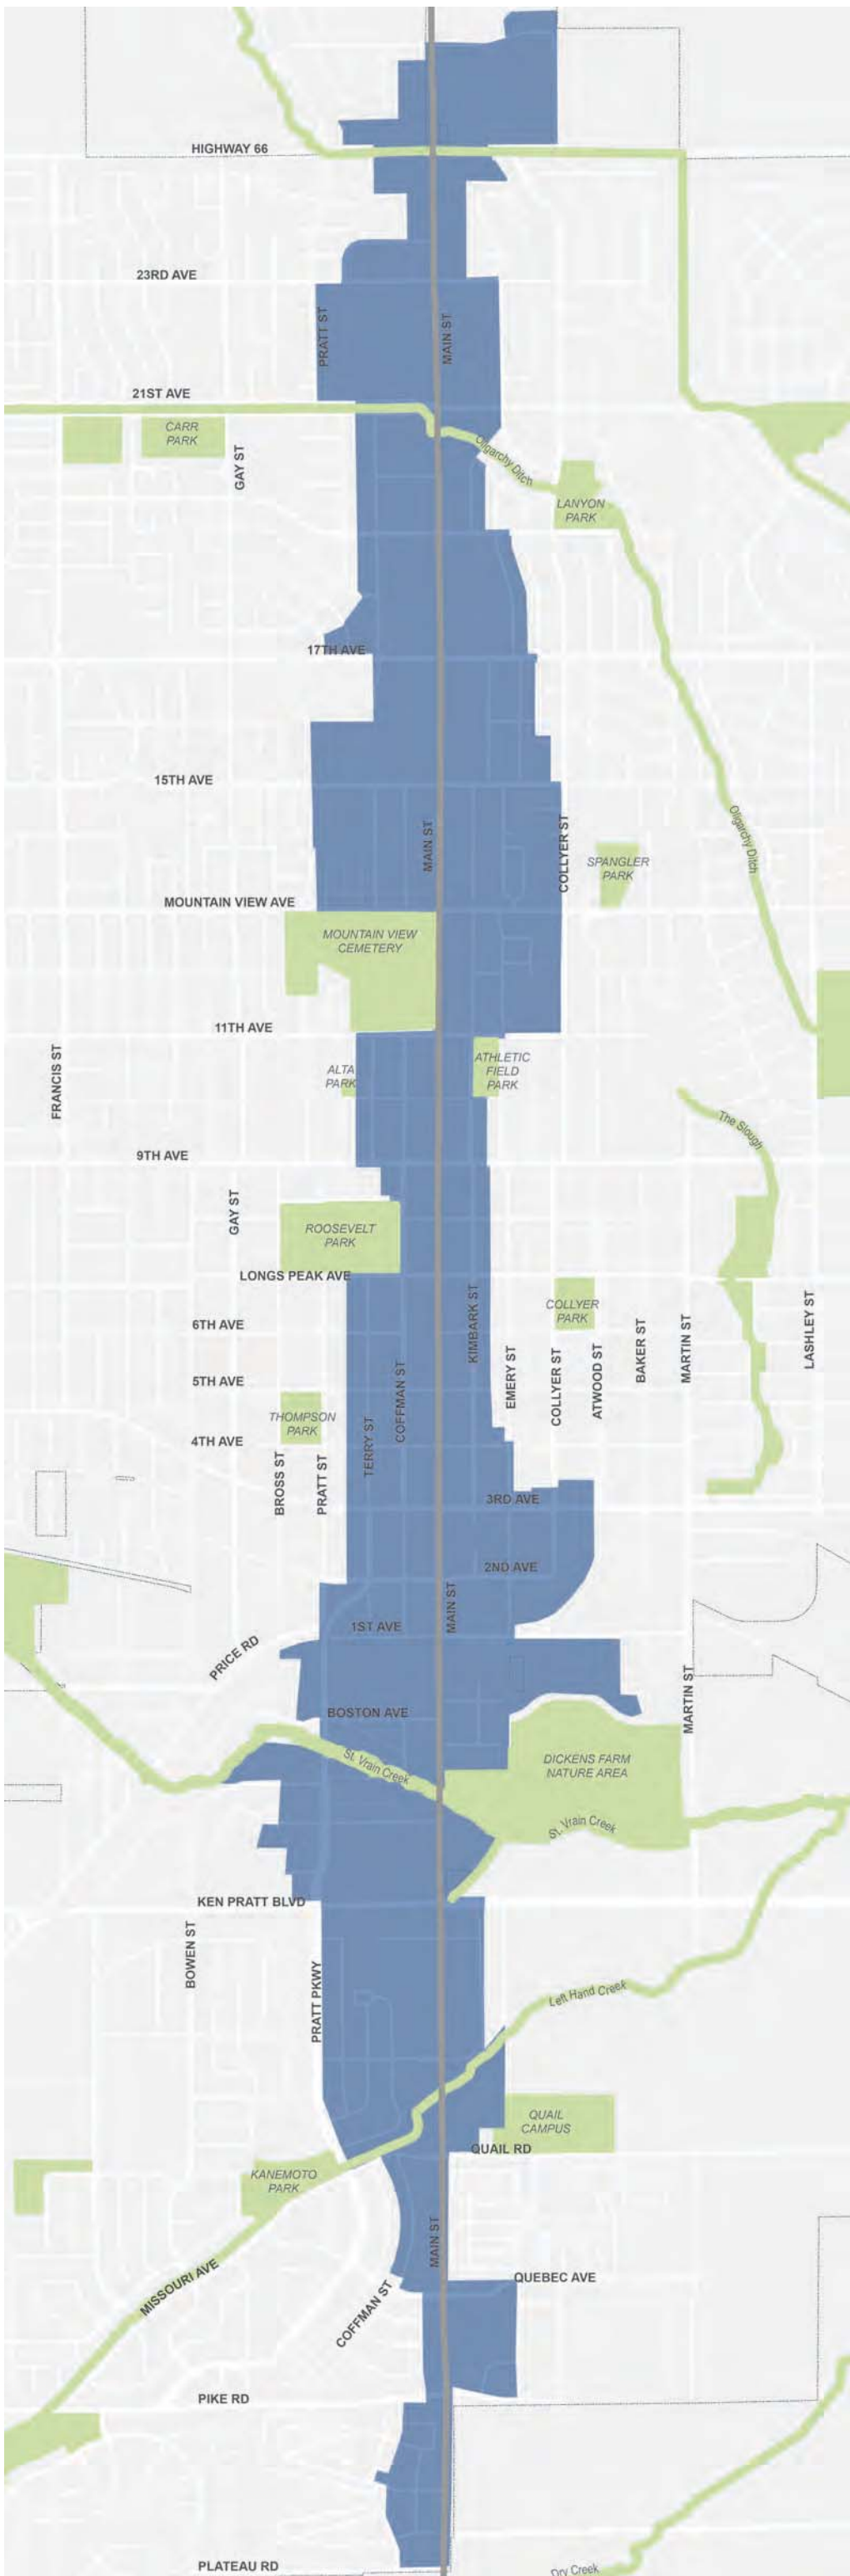 HIGHWAY 66
23RD AVE
PRATT ST
MAIN ST
21ST AVE
CARR
PARK
GAY ST
Oligarchy Ditch
LANYON
PARK
17TH AVE
15TH AVE
MAIN ST
COLLYER ST
Oligarchy Ditch
SPANGLER
PARK
MOUNTAIN VIEW AVE
MOUNTAIN VIEW
CEMETERY
11TH AVE
FRANCIS ST
ALTA
PARK
ATHLETIC
FIELD
PARK
The Slough
9TH AVE
GAY ST
ROOSEVELT
PARK
LONGS PEAK AVE
KIMBARK ST
COLLYER
PARK
6TH AVE
EMERY ST
COLLYER ST
ATWOOD ST
BAKER ST
MARTIN ST
LASHLEY ST
5TH AVE
COFFMAN ST
THOMPSON
PARK
TERRY ST
4TH AVE
BROSS ST
PRATT ST
3RD AVE
2ND AVE
MAIN ST
1ST AVE
PRICE RD
MARTIN ST
BOSTON AVE
St. Vrain Creek
DICKENS FARM
NATURE AREA
St. Vrain Creek
KEN PRATT BLVD
BOWEN ST
PRATT PKWY
Left Hand Creek
QUAIL
CAMPUS
QUAIL RD
KANEMOTO
PARK
MAIN ST
MISSOURI AVE
COFFMAN ST
QUEBEC AVE
PIKE RD
PLATEAU RD
Dry Creek